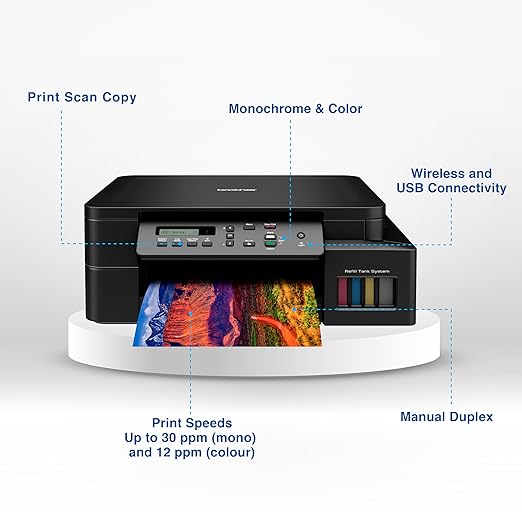 Print Scan Copy
Monochrome & Color
Wireless and
USB Connectivity
brother
Refill Tank System
Print Speeds
Up to 30 ppm (mono)
and 12 ppm (colour)
Manual Duplex